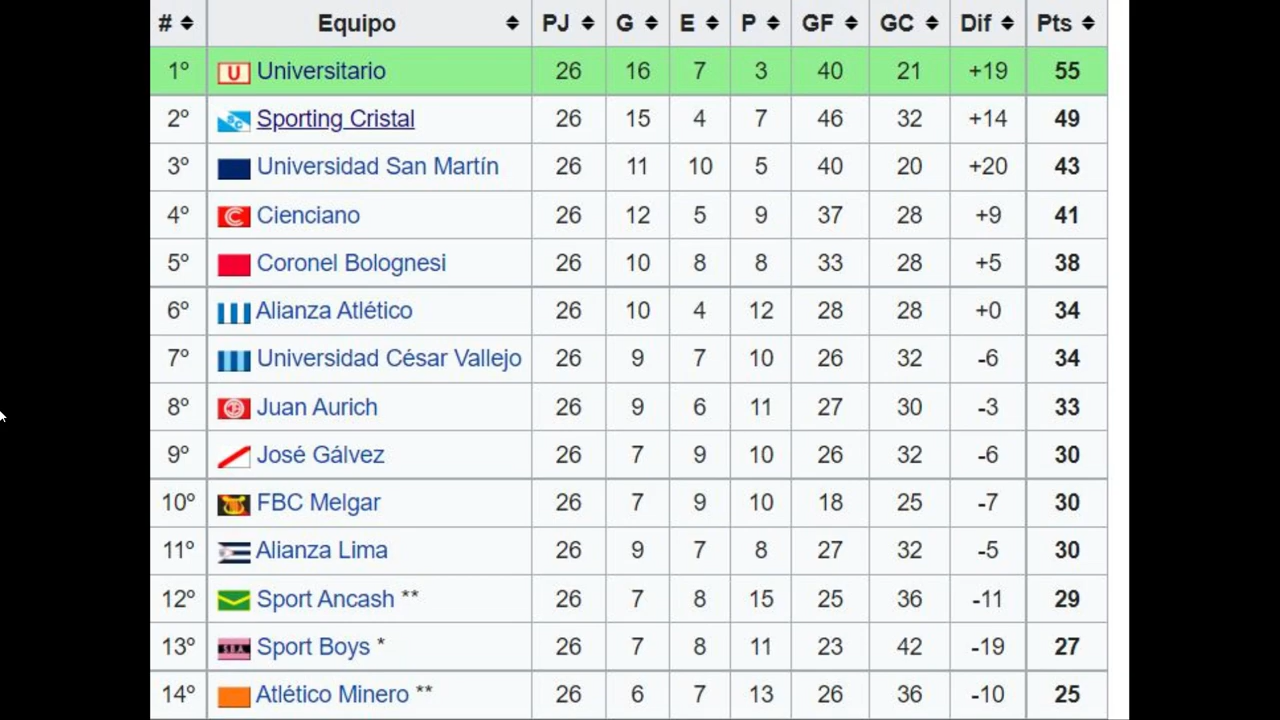 # Equipo PJ G E P GF GC Dif Pts
1º U Universitario 26 16 7 3 40 21 +19 55
2º Sporting Cristal 26 15 4 7 46 32 +14 49
3º Universidad San Martín 26 11 10 5 40 20 +20 43
4º Cienciano 26 12 5 9 37 28 +9 41
5º Coronel Bolognesi 26 10 8 8 33 28 +5 38
6º Alianza Atlético 26 10 4 12 28 28 +0 34
7º Universidad César Vallejo 26 9 7 10 26 32 -6 34
8º Juan Aurich 26 9 6 11 27 30 -3 33
9º José Gálvez 26 7 9 10 26 32 -6 30
10º FBC Melgar 26 7 9 10 18 25 -7 30
11º Alianza Lima 26 9 7 8 27 32 -5 30
12º Sport Ancash ** 26 7 8 15 25 36 -11 29
13º SBA Sport Boys * 26 7 8 11 23 42 -19 27
14º Atlético Minero ** 26 6 7 13 26 36 -10 25